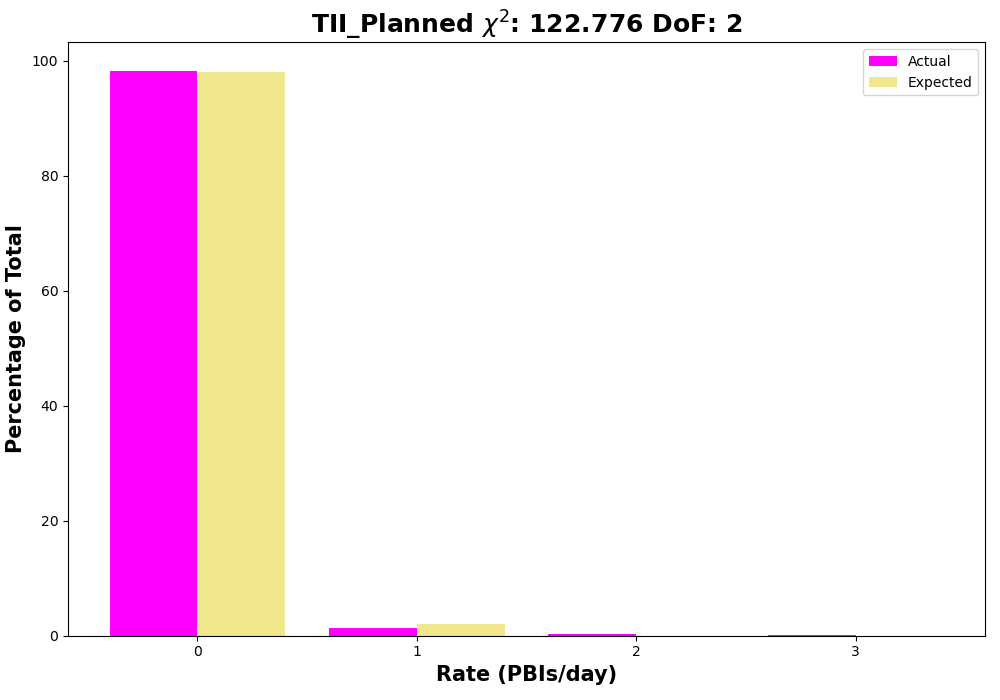 TII_Planned χ²: 122.776 DoF: 2
Actual
Expected
Percentage of Total
100
80
60
40
20
0
0 1 2 3
Rate (PBIs/day)